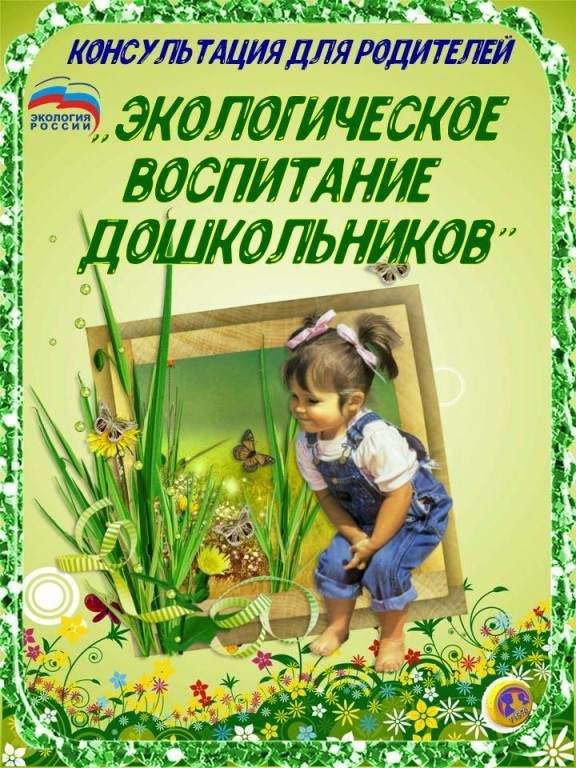 КОНСУЛЬТАЦИЯ ДЛЯ РОДИТЕЛЕЙ
ЭКОЛОГИЯ
РОССИИ
„ЭКОЛОГИЧЕСКОЕ
ВОСПИТАНИЕ
ДОШКОЛЬНИКОВ”